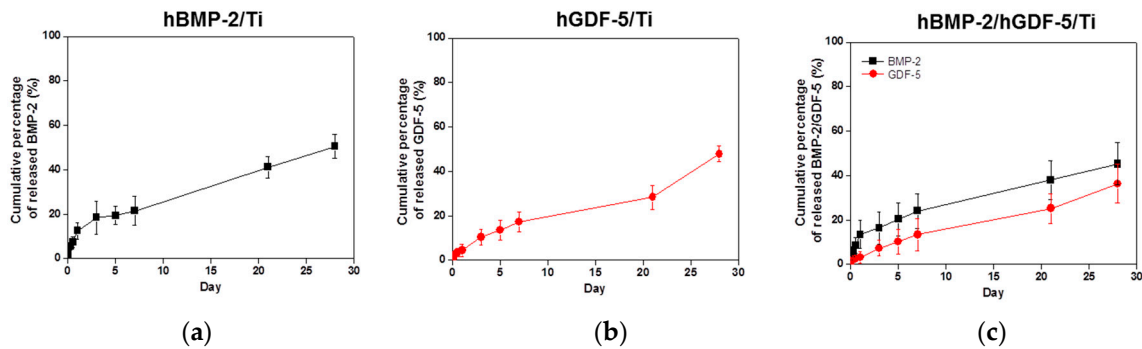 hBMP-2/Ti
Cumulative percentage
of released BMP-2 (%)
100
80
60
40
20
0
0 5 10 15 20 25 30
Day
(a)
hGDF-5/Ti
Cumulative percentage
of released GDF-5 (%)
100
80
60
40
20
0
0 5 10 15 20 25 30
Day
(b)
hBMP-2/hGDF-5/Ti
Cumulative percentage
of released BMP-2/GDF-5 (%)
100
80
60
40
20
0
BMP-2
GDF-5
0 5 10 15 20 25 30
Day
(c)